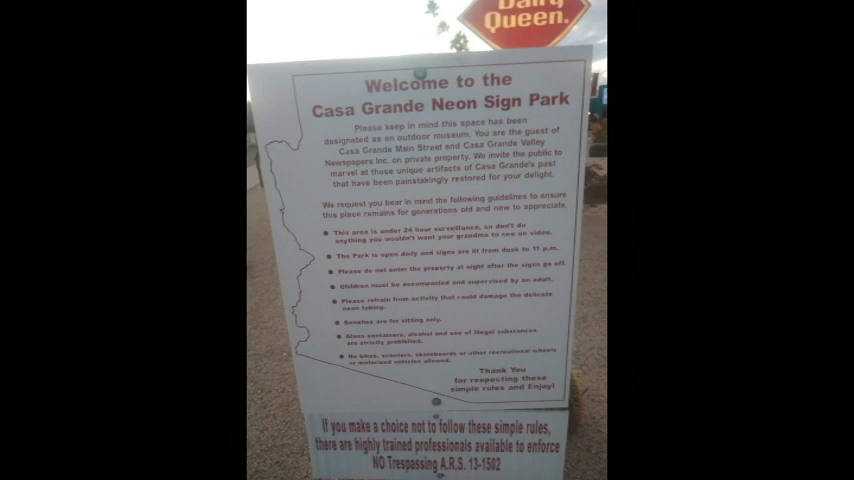 Dairy
Queen.
Welcome to the
Casa Grande Neon Sign Park
Please keep in mind this space has been
designated as an outdoor museum. You are the guest of
Casa Grande Main Street and Casa Grande Valley
Newspapers Inc. on private property. We invite the public to
marvel at these unique artifacts of Casa Grande's past
that have been painstakingly restored for your delight.
We request you bear in mind the following guidelines to ensure
this place remains for generations old and new to appreciate.
● This area is under 24 hour surveillance, so don't do
anything you wouldn't want your grandma to see on video.
● The Park is open daily and signs are lit from dusk to 11 p.m.
● Please do not enter the property at night after the signs go off.
● Children must be accompanied and supervised by an adult.
● Please refrain from activity that could damage the delicate
neon tubing.
● Benches are for sitting only.
● Glass containers, alcohol and use of illegal substances
are strictly prohibited.
● No bikes, scooters, skateboards or other recreational wheels
or motorized vehicles allowed.
Thank You
for respecting these
simple rules and Enjoy!
If you make a choice not to follow these simple rules,
there are highly trained professionals available to enforce
NO Trespassing A.R.S. 13-1502